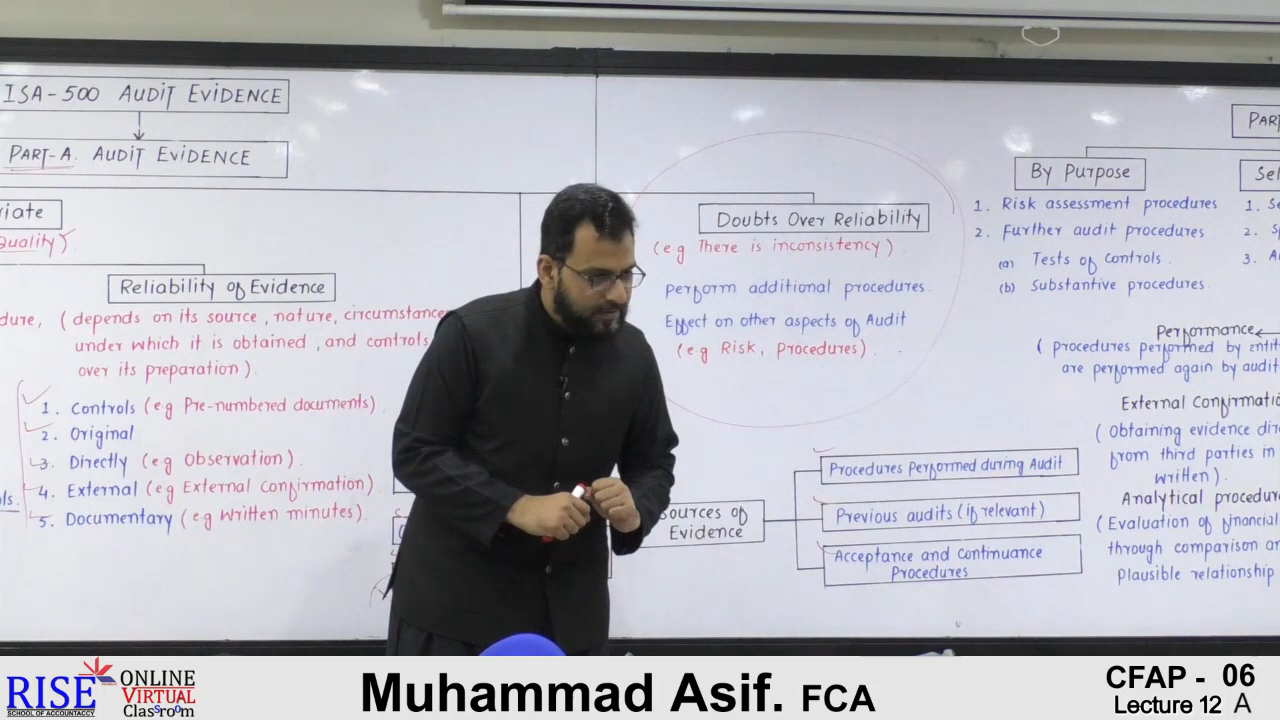 ISA-500 AUDIT EVIDENCE
PART-A. AUDIT EVIDENCE
iate
Quality)
Reliability of Evidence
dure, (depends on its source, nature, circumstance
under which it is obtained, and controls
over its preparation).
1. Controls (e.g Pre-numbered documents)
2. Original
3. Directly (e.g Observation).
4. External (e.g External confirmation).
5. Documentary (e.g written minutes).
ls.
Doubts Over Reliability
(e.g There is inconsistency).
perform additional procedures.
Effect on other aspects of Audit
(e.g Risk, Procedures).
Sources of
Evidence
Procedures Performed during Audit
Previous audits (if relevant)
Acceptance and Continuance
Procedures
PAR
By Purpose
1. Risk assessment procedures
2. Further audit procedures
(a) Tests of controls.
(b) Substantive procedures.
Sel
1. Se
2. Sp
3. A
Performance
(procedures performed by entit
are performed again by audit
External Confirmatio
(Obtaining evidence dir
from third parties in
written).
Analytical procedur
(Evaluation of financial
through comparison a
plausible relationship
RISE
SCHOOL OF ACCOUNTACY
ONLINE
VIRTUAL
Classroom
Muhammad Asif. FCA
CFAP - 06
Lecture 12 A